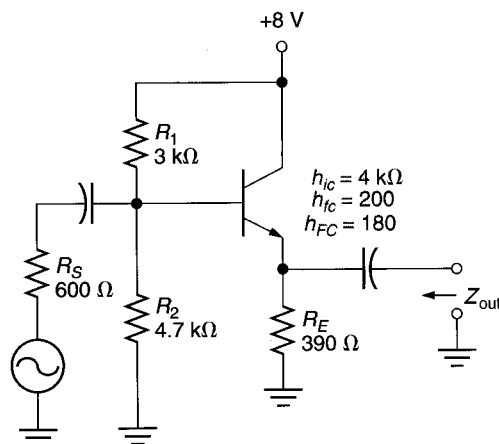 +8 V
R1
3 kΩ
hic = 4 kΩ
hfc = 200
hFC = 180
RS
600 Ω
R2
4.7 kΩ
RE
390 Ω
Zout